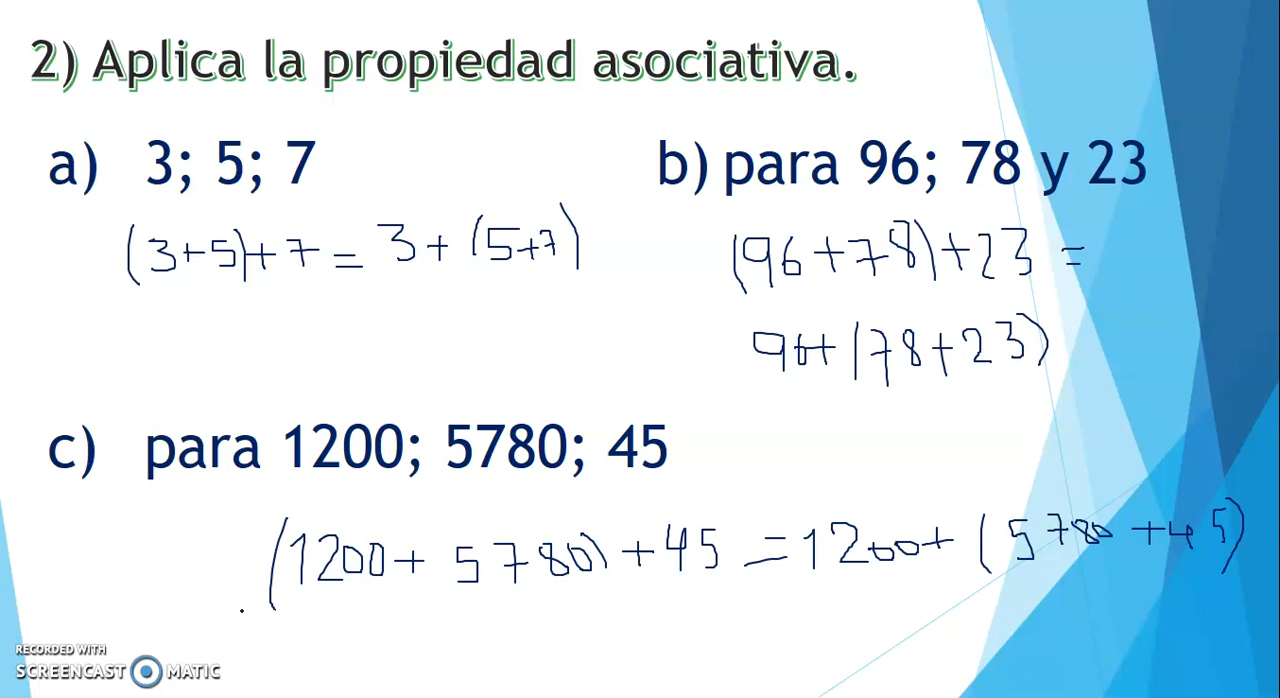 2) Aplica la propiedad asociativa.
a) 3; 5; 7
(3+5)+7=3+(5+7)
b) para 96; 78 y 23
(96+78)+23=
96+(78+23)
c) para 1200; 5780; 45
(1200+5780)+45=1200+(5780+45)
RECORDED WITH
SCREENCAST MATIC